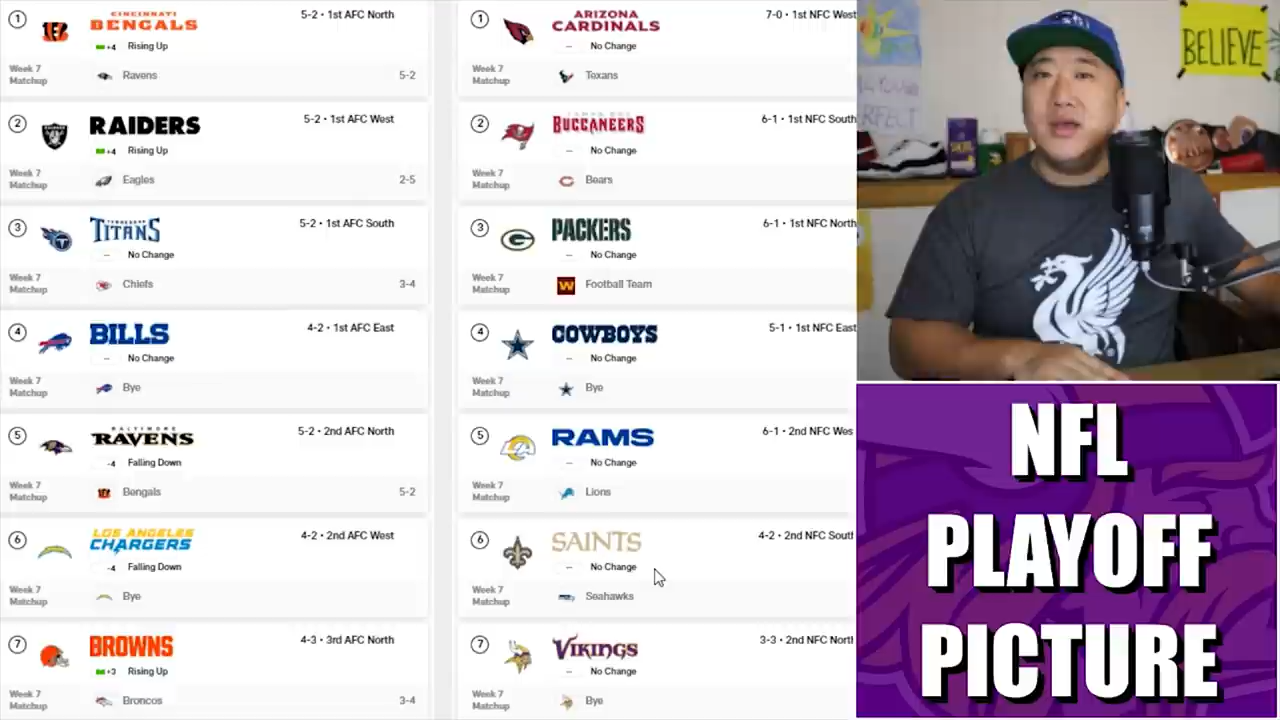 1
CINCINNATI
BENGALS
5-2 • 1st AFC North
+4 Rising Up
Week 7
Matchup
Ravens
5-2
2
RAIDERS
5-2 • 1st AFC West
+4 Rising Up
Week 7
Matchup
Eagles
2-5
3
TENNESSEE
TITANS
5-2 • 1st AFC South
-- No Change
Week 7
Matchup
Chiefs
3-4
4
BILLS
4-2 • 1st AFC East
-- No Change
Week 7
Matchup
Bye
5
BALTIMORE
RAVENS
5-2 • 2nd AFC North
-4 Falling Down
Week 7
Matchup
Bengals
5-2
6
LOS ANGELES
CHARGERS
4-2 • 2nd AFC West
-4 Falling Down
Week 7
Matchup
Bye
7
BROWNS
4-3 • 3rd AFC North
+3 Rising Up
Week 7
Matchup
Broncos
3-4
1
ARIZONA
CARDINALS
7-0 • 1st NFC West
-- No Change
Week 7
Matchup
Texans
2
TAMPA BAY
BUCCANEERS
6-1 • 1st NFC South
-- No Change
Week 7
Matchup
Bears
3
PACKERS
6-1 • 1st NFC North
-- No Change
Week 7
Matchup
W
Football Team
4
COWBOYS
5-1 • 1st NFC East
-- No Change
Week 7
Matchup
Bye
5
RAMS
6-1 • 2nd NFC Wes
-- No Change
Week 7
Matchup
Lions
6
SAINTS
4-2 • 2nd NFC South
-- No Change
Week 7
Matchup
Seahawks
7
VIKINGS
3-3 • 2nd NFC North
-- No Change
Week 7
Matchup
Bye
BELIEVE
NFL
PLAYOFF
PICTURE